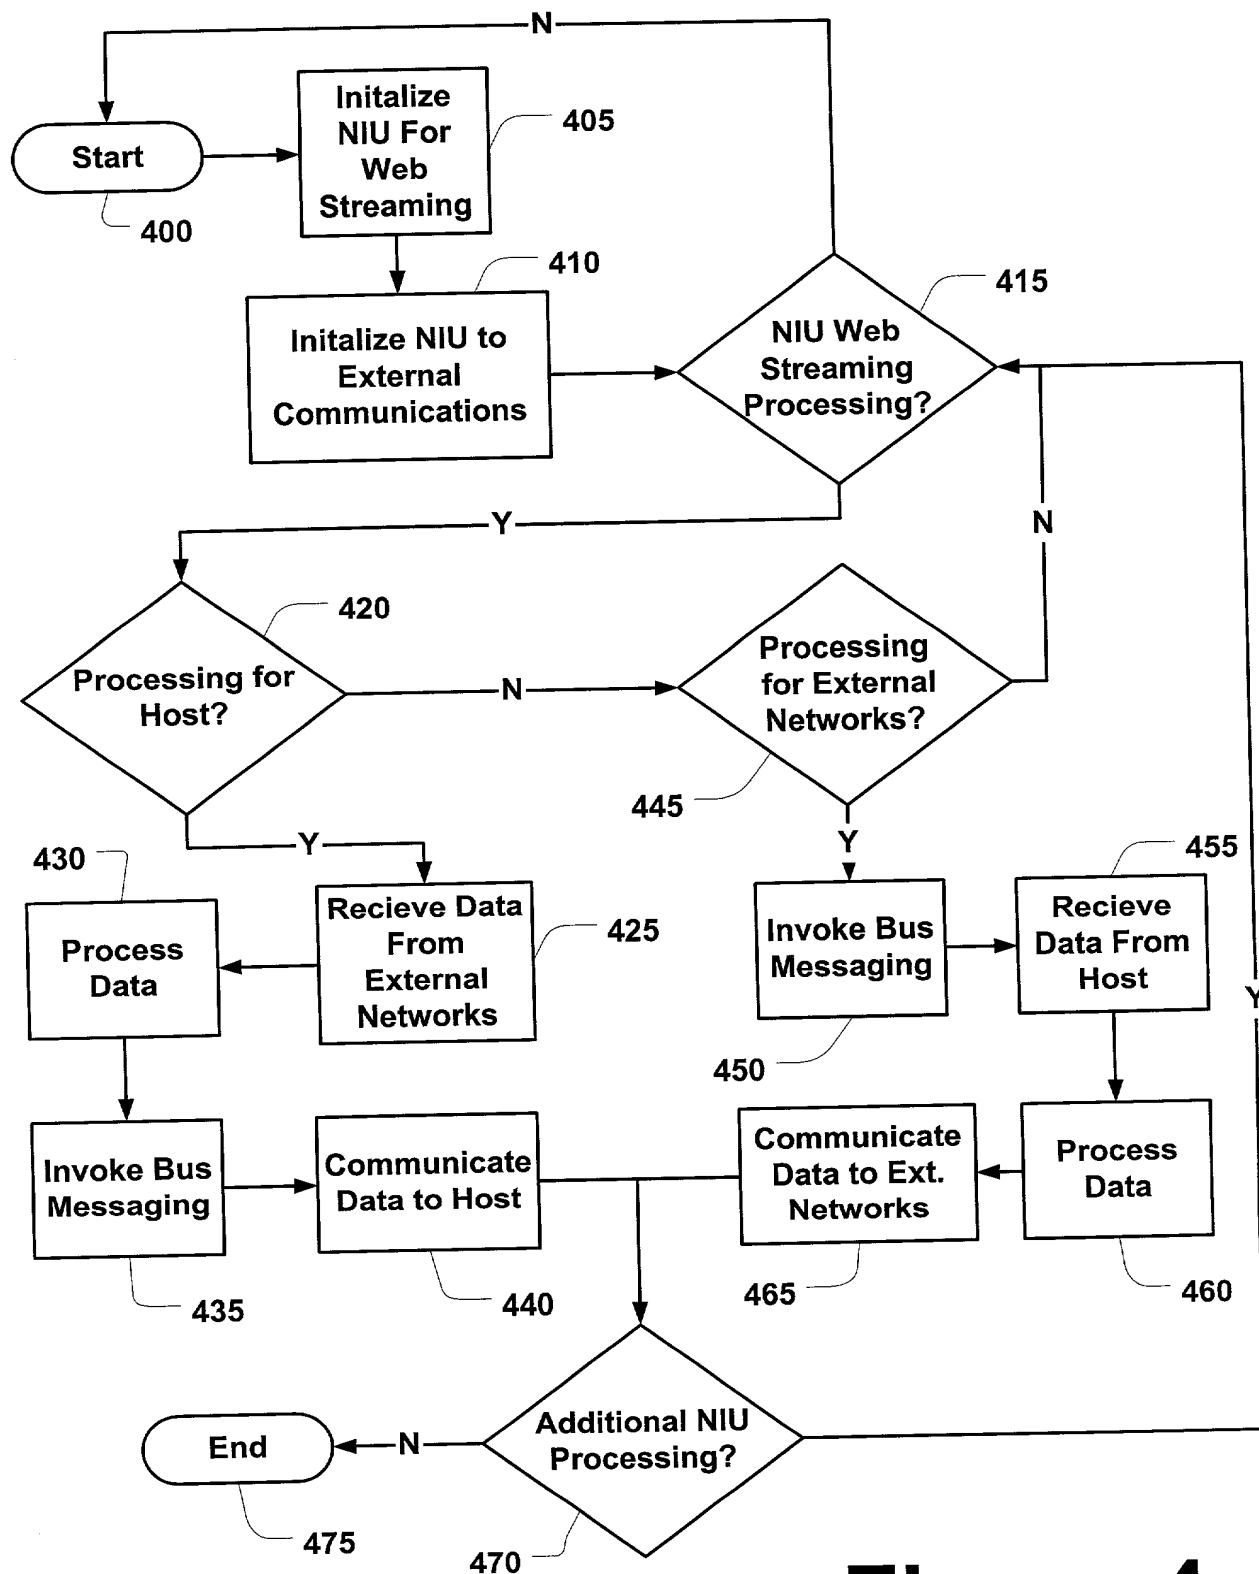 N
Initalize
NIU For
Web
Streaming
405
Start
400
410
Initalize NIU to
External
Communications
415
NIU Web
Streaming
Processing?
Y
N
420
Processing for
Host?
N
Processing
for External
Networks?
445
Y
Y
430
Process
Data
Recieve Data
From
External
Networks
425
Invoke Bus
Messaging
450
455
Recieve
Data From
Host
Y
Invoke Bus
Messaging
435
Communicate
Data to Host
440
Communicate
Data to Ext.
Networks
465
Process
Data
460
Additional NIU
Processing?
470
N
End
475